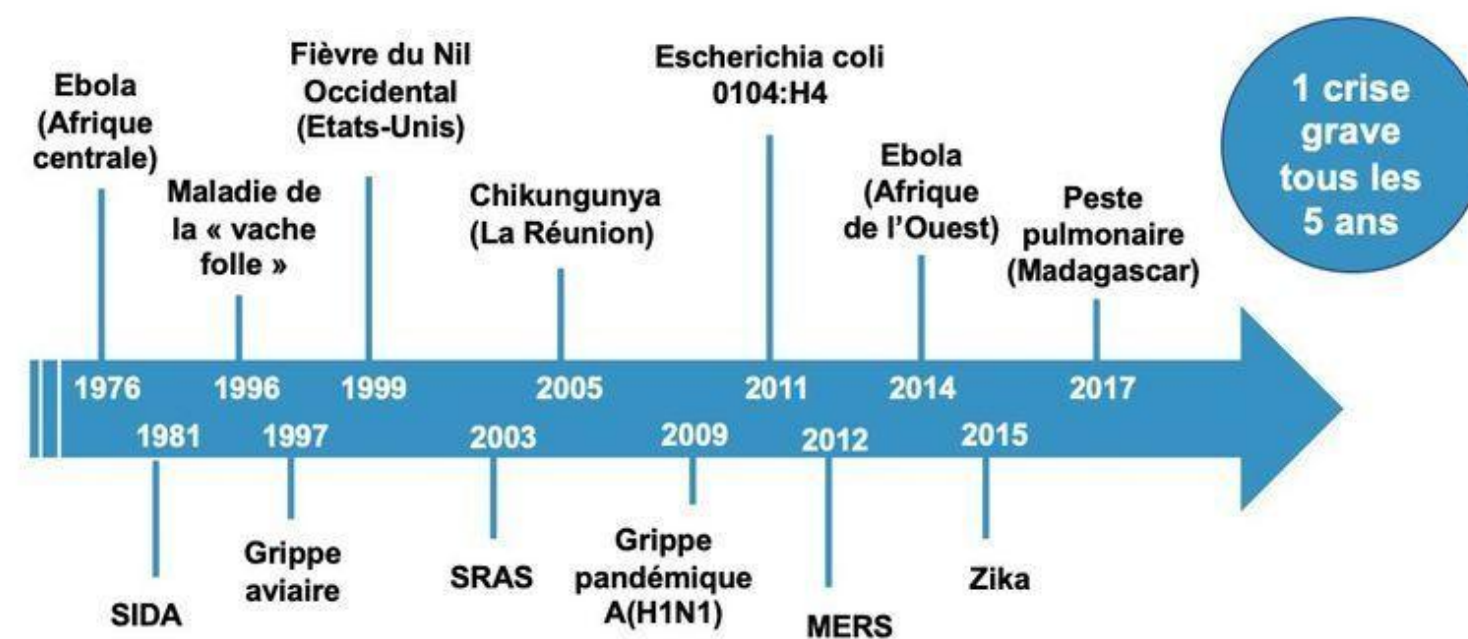 Ebola
(Afrique
centrale)
Maladie de
la « vache
folle »
Fièvre du Nil
Occidental
(Etats-Unis)
Chikungunya
(La Réunion)
Escherichia coli
0104:H4
Ebola
(Afrique
de l'Ouest)
Peste
pulmonaire
(Madagascar)
1 crise
grave
tous les
5 ans
1976
1996
1999
2005
2011
2014
2017
1981
1997
2003
2009
2012
2015
SIDA
Grippe
aviaire
SRAS
Grippe
pandémique
A(H1N1)
MERS
Zika